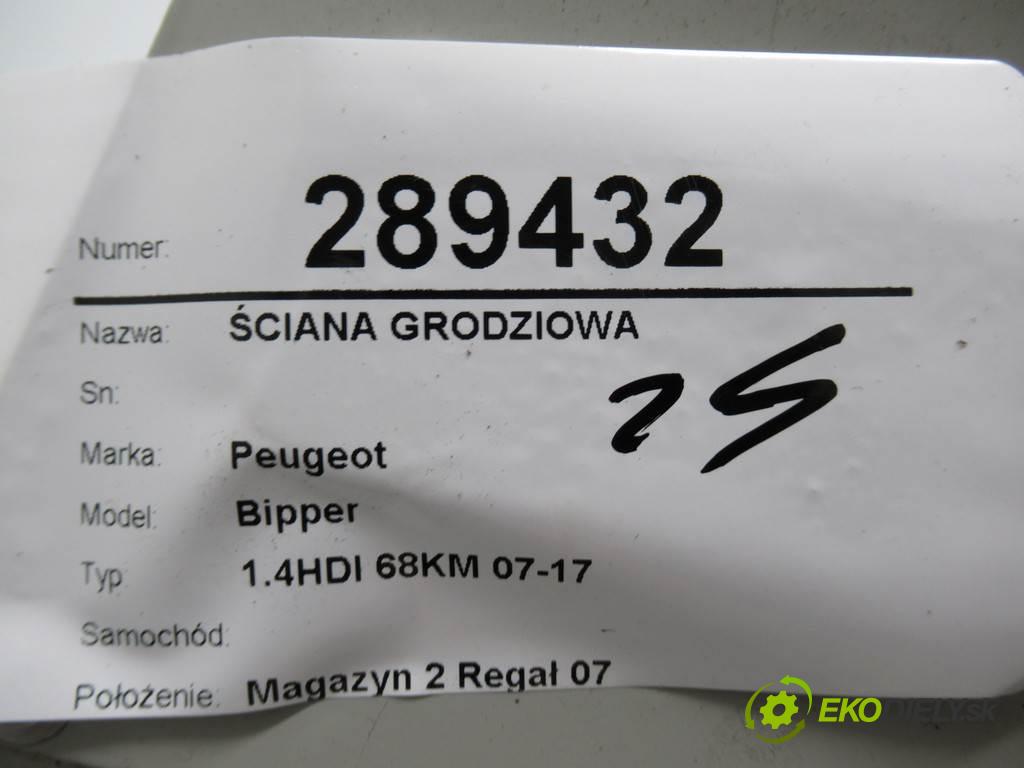 Numer: 289432
Nazwa: ŚCIANA GRODZIOWA
25
Sn:
Marka: Peugeot
Model: Bipper
Typ: 1.4HDI 68KM 07-17
Samochód:
Położenie: Magazyn 2 Regał 07
EKODIELY.SK